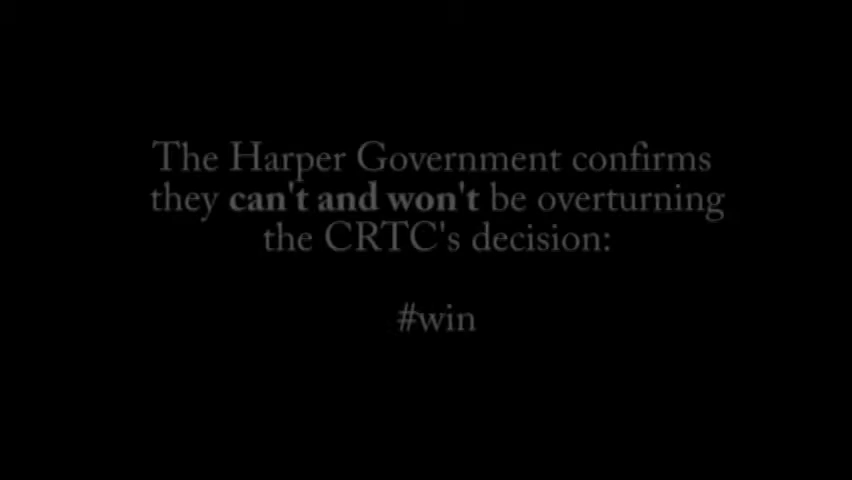 The Harper Government confirms
they can't and won't be overturning
the CRTC's decision:
#win